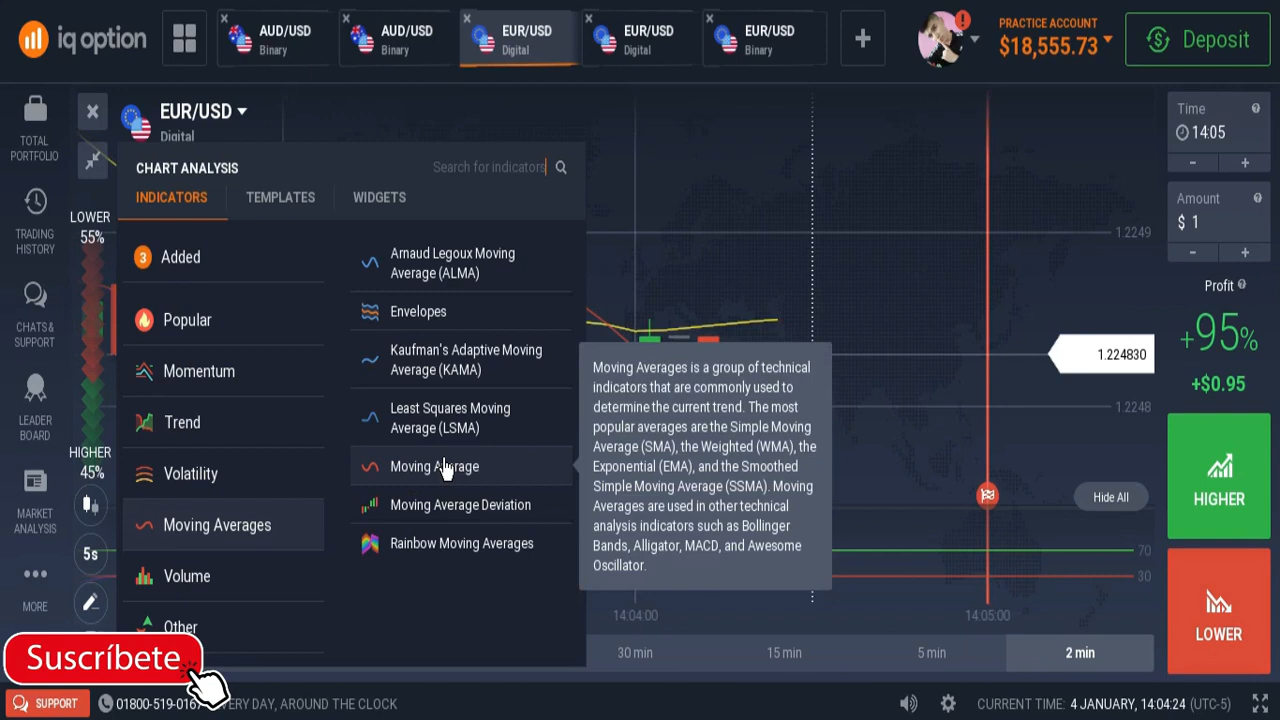 iq option
AUD/USD
Binary
AUD/USD
Binary
EUR/USD
Digital
EUR/USD
Digital
EUR/USD
Binary
PRACTICE ACCOUNT
$18,555.73
Deposit
TOTAL
PORTFOLIO
TRADING
HISTORY
CHATS &
SUPPORT
LEADER
BOARD
MARKET
ANALYSIS
MORE
EUR/USD
Digital
LOWER
55%
HIGHER
45%
5s
CHART ANALYSIS
Search for indicators
INDICATORS
TEMPLATES
WIDGETS
3 Added
Popular
Momentum
Trend
Volatility
Moving Averages
Volume
Other
Arnaud Legoux Moving
Average (ALMA)
Envelopes
Kaufman's Adaptive Moving
Average (KAMA)
Least Squares Moving
Average (LSMA)
Moving Average
Moving Average Deviation
Rainbow Moving Averages
Moving Averages is a group of technical
indicators that are commonly used to
determine the current trend. The most
popular averages are the Simple Moving
Average (SMA), the Weighted (WMA), the
Exponential (EMA), and the Smoothed
Simple Moving Average (SSMA). Moving
Averages are used in other technical
analysis indicators such as Bollinger
Bands, Alligator, MACD, and Awesome
Oscillator.
1.2249
1.224830
1.2248
Hide All
70
30
14:04:00
14:05:00
30 min
15 min
5 min
2 min
Time
14:05
- +
Amount
$ 1
- +
Profit
+95%
+$0.95
HIGHER
LOWER
Suscríbete
SUPPORT
01800-519-016
EVERY DAY, AROUND THE CLOCK
CURRENT TIME: 4 JANUARY, 14:04:24 (UTC-5)